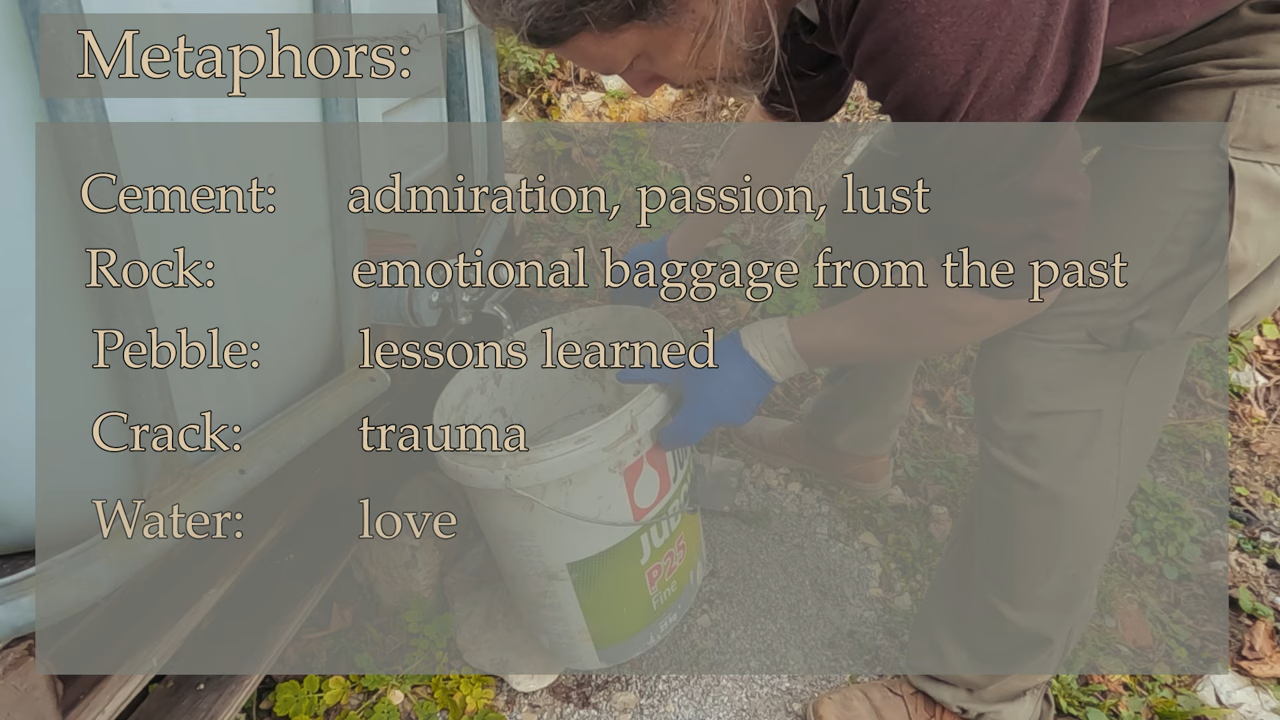 Metaphors:
Cement: admiration, passion, lust
Rock: emotional baggage from the past
Pebble: lessons learned
Crack: trauma
Water: love
JUB
P25
Fine